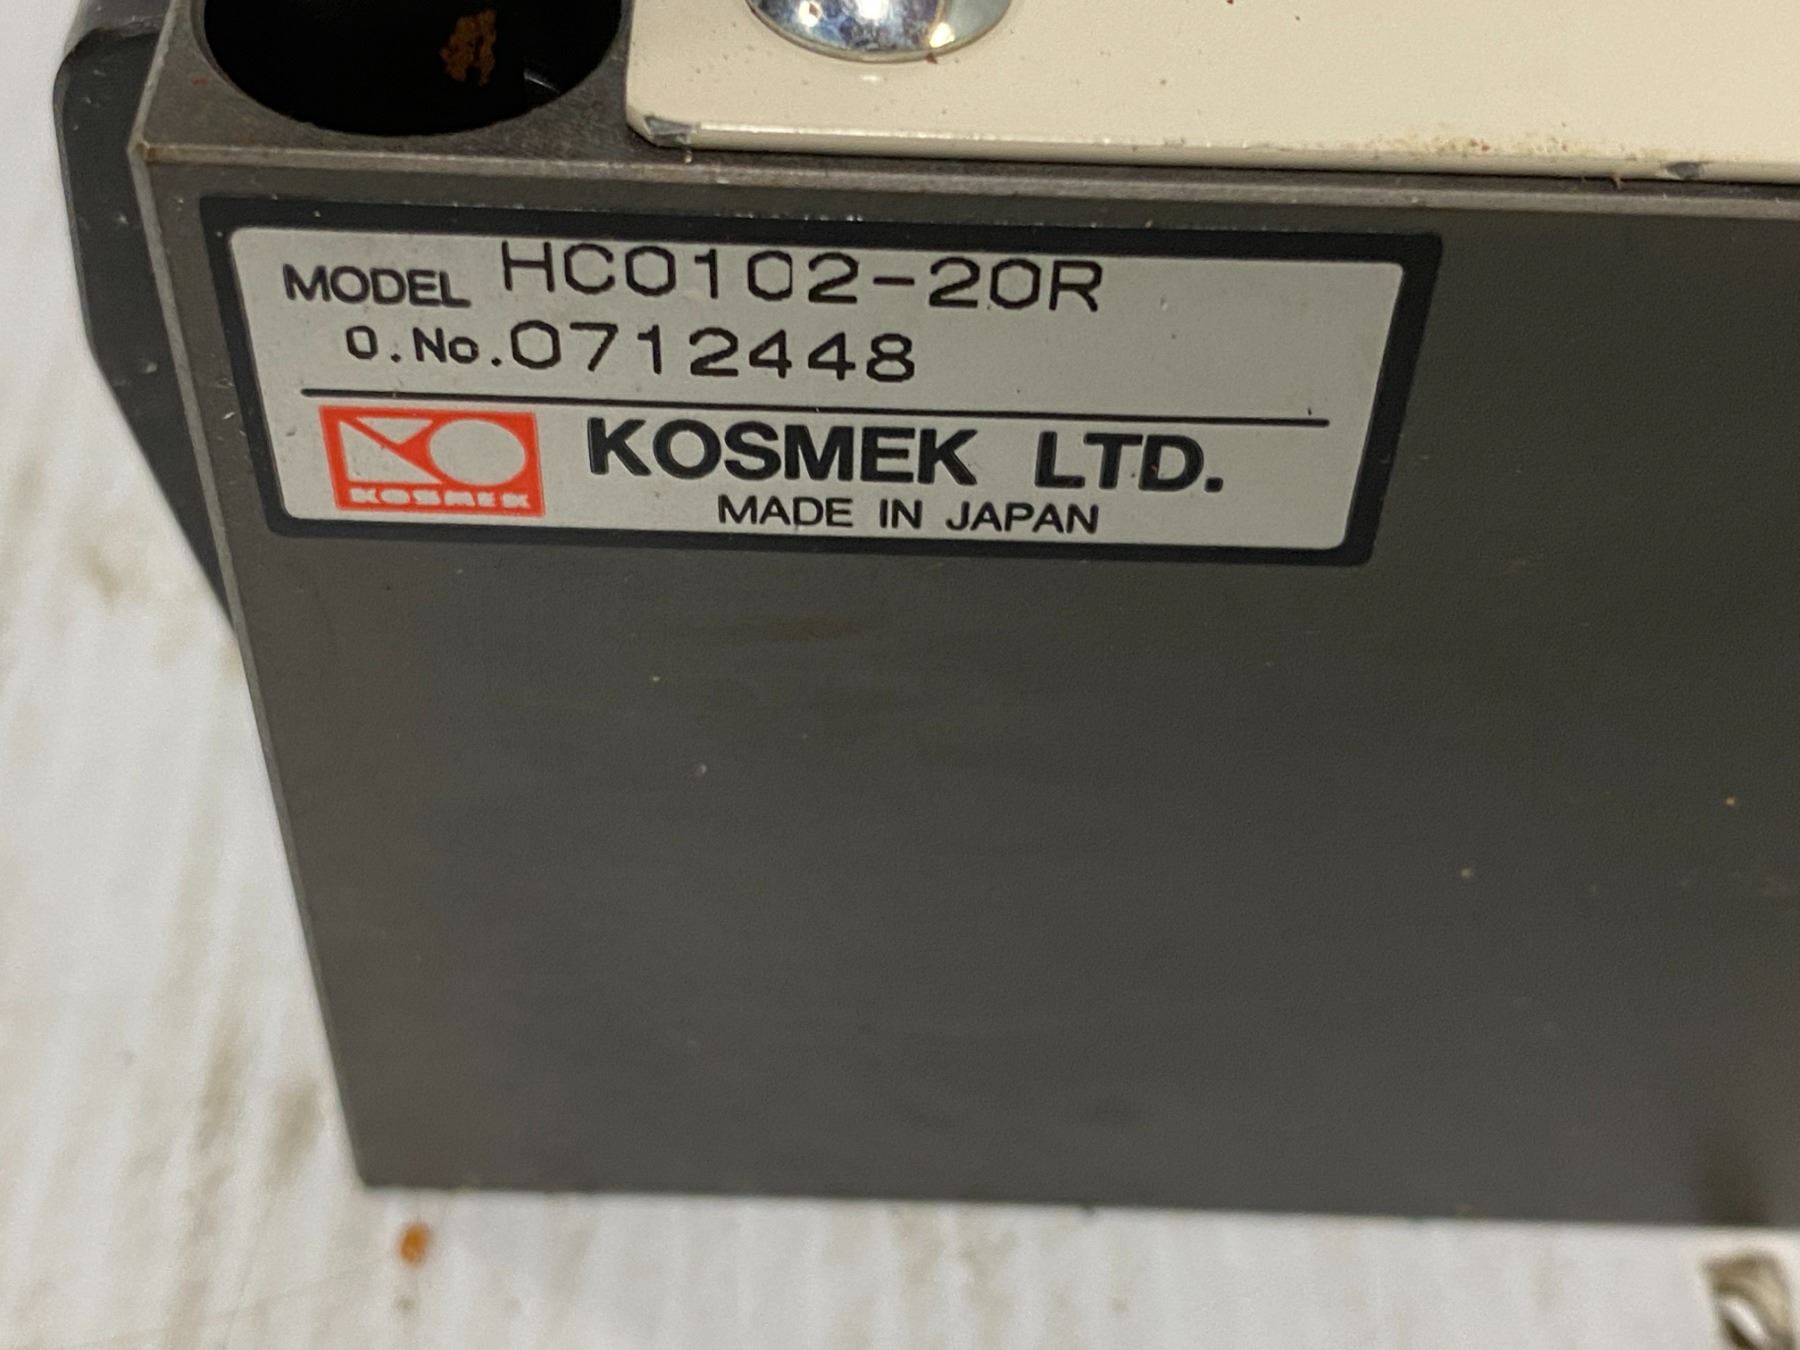 MODEL HC0102-20R
O.No.0712448
KOSMEK LTD.
KOSMEK
MADE IN JAPAN